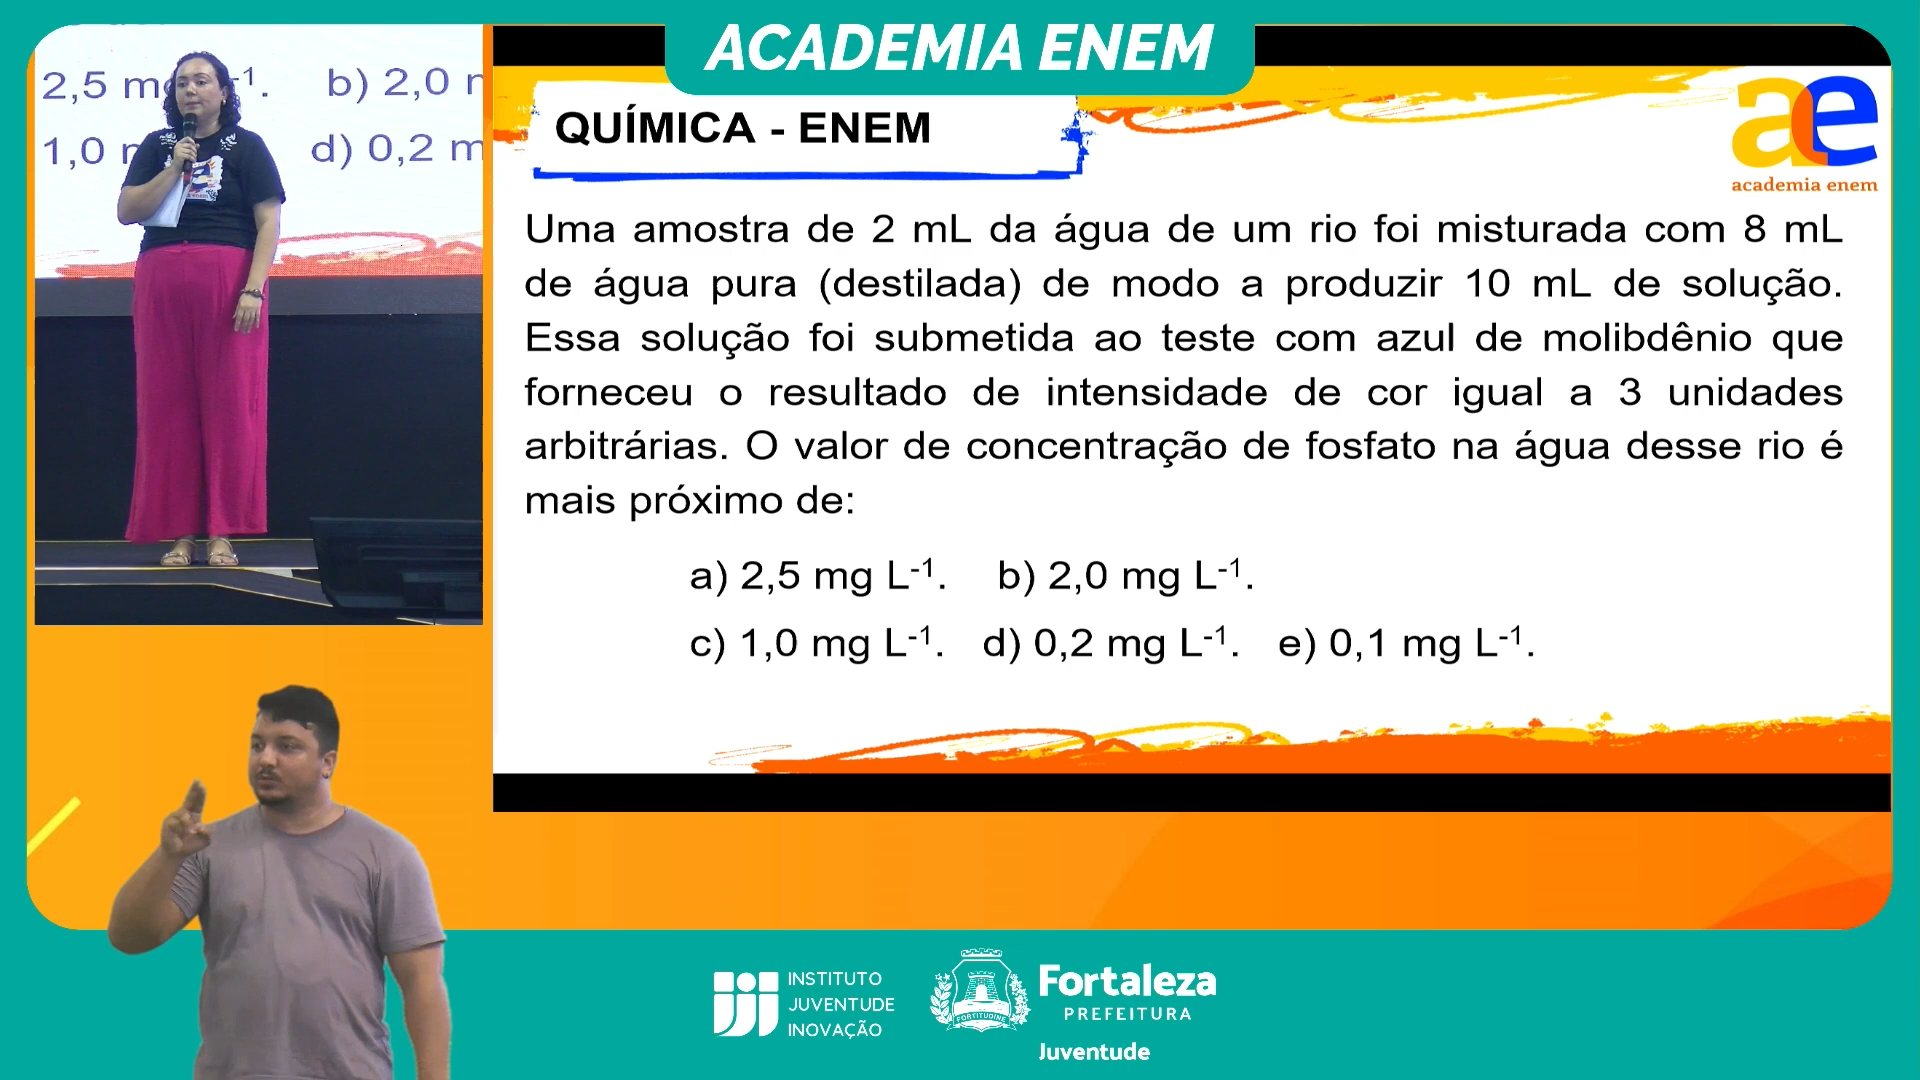 ACADEMIA ENEM
2,5 m -1. b) 2,0
1,0 d) 0,2 m
QUÍMICA - ENEM
ae
academia enem
Uma amostra de 2 mL da água de um rio foi misturada com 8 mL
de água pura (destilada) de modo a produzir 10 mL de solução.
Essa solução foi submetida ao teste com azul de molibdênio que
forneceu o resultado de intensidade de cor igual a 3 unidades
arbitrárias. O valor de concentração de fosfato na água desse rio é
mais próximo de:
a) 2,5 mg L⁻¹. b) 2,0 mg L⁻¹.
c) 1,0 mg L⁻¹. d) 0,2 mg L⁻¹. e) 0,1 mg L⁻¹.
INSTITUTO
JUVENTUDE
INOVAÇÃO
FORTITUDINE
Fortaleza
PREFEITURA
Juventude